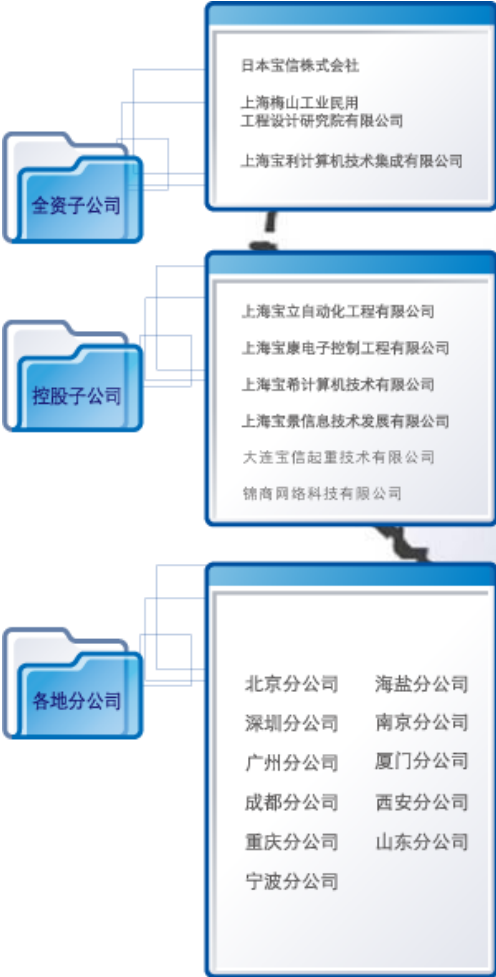 全资子公司
日本宝信株式会社
上海梅山工业民用
工程设计研究院有限公司
上海宝利计算机技术集成有限公司
控股子公司
上海宝立自动化工程有限公司
上海宝康电子控制工程有限公司
上海宝希计算机技术有限公司
上海宝景信息技术发展有限公司
大连宝信起重技术有限公司
锦商网络科技有限公司
各地分公司
北京分公司 海盐分公司
深圳分公司 南京分公司
广州分公司 厦门分公司
成都分公司 西安分公司
重庆分公司 山东分公司
宁波分公司